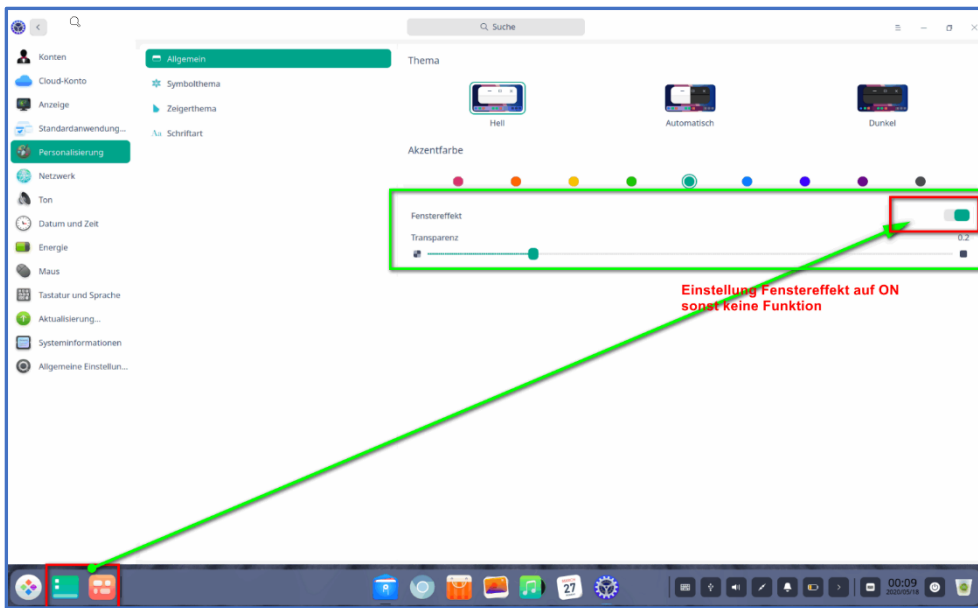 Suche
Konten
Cloud-Konto
Anzeige
Standardanwendung...
Personalisierung
Netzwerk
Ton
Datum und Zeit
Energie
Maus
Tastatur und Sprache
Aktualisierung...
Systeminformationen
Allgemeine Einstellun...
Allgemein
Symbolthema
Zeigerthema
Aa Schriftart
Thema
Hell
Automatisch
Dunkel
Akzentfarbe
Fenstereffekt
Transparenz
0.2
Einstellung Fenstereffekt auf ON
sonst keine Funktion
27
00:09
2020/05/18